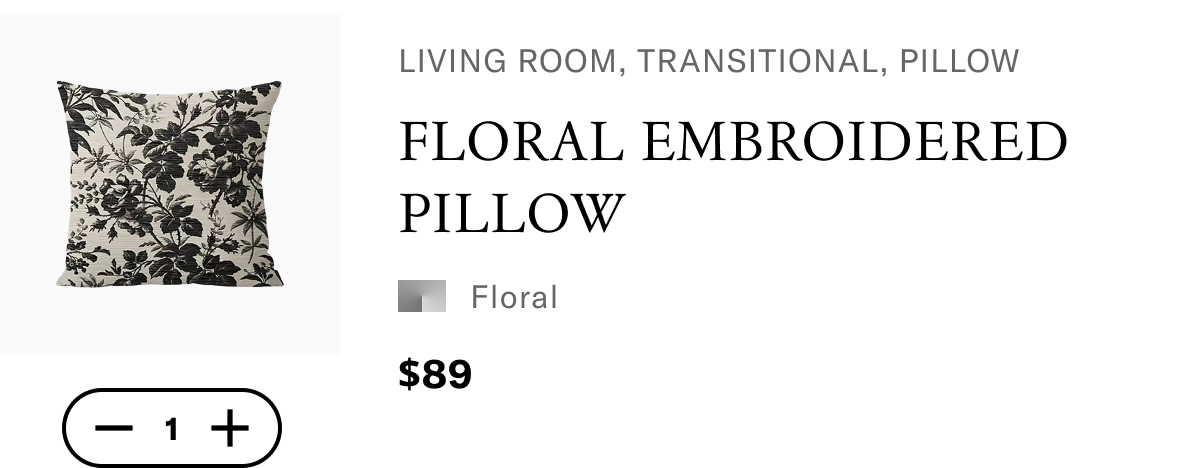 LIVING ROOM, TRANSITIONAL, PILLOW
FLORAL EMBROIDERED
PILLOW
Floral
$89
1